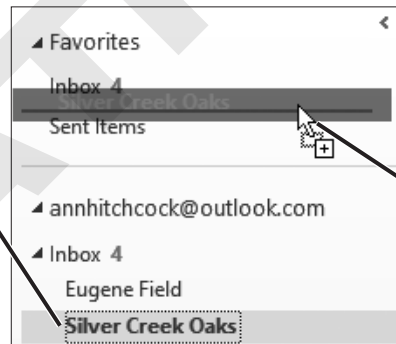 Favorites
Inbox 4
Silver Creek Oaks
Sent Items
annhitchcock@outlook.com
Inbox 4
Eugene Field
Silver Creek Oaks